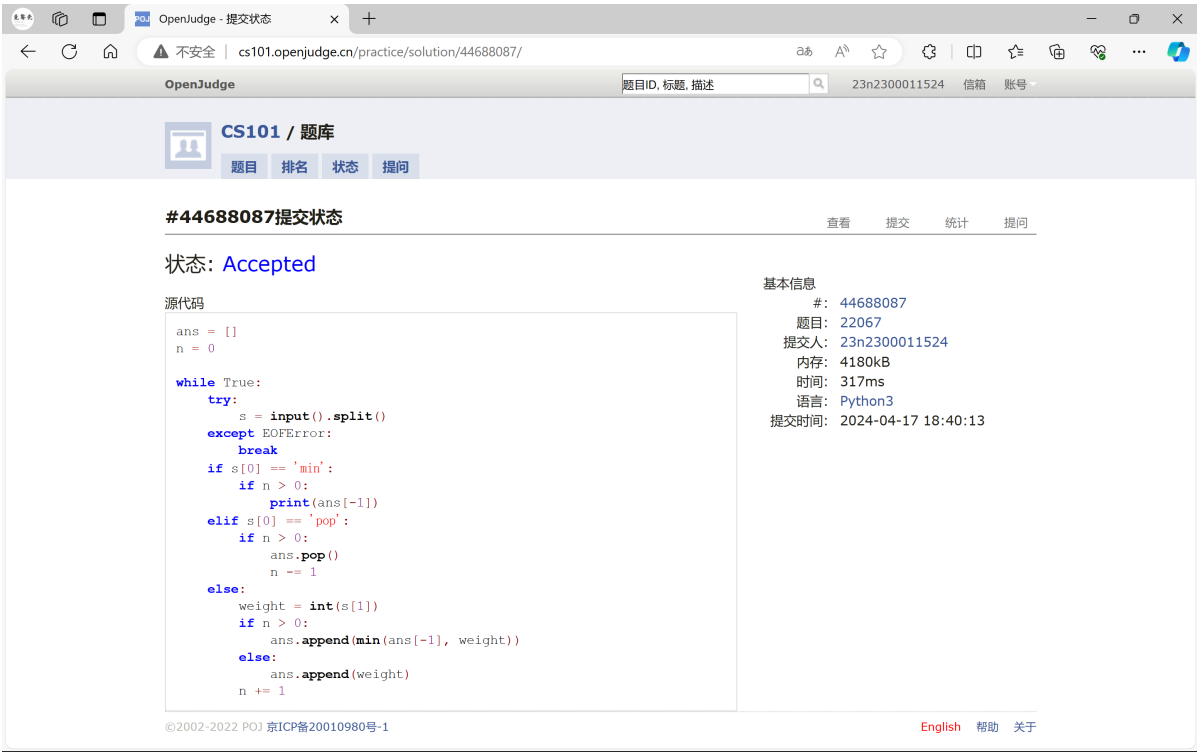 OpenJudge - 提交状态
不安全 cs101.openjudge.cn/practice/solution/44688087/
OpenJudge 题目ID, 标题, 描述 23n2300011524 信箱 账号
CS101 / 题库
题目 排名 状态 提问
#44688087提交状态 查看 提交 统计 提问
状态: Accepted
源代码
ans = []
n = 0
while True:
    try:
        s = input().split()
    except EOFError:
        break
    if s[0] == 'min':
        if n > 0:
            print(ans[-1])
    elif s[0] == 'pop':
        if n > 0:
            ans.pop()
            n -= 1
    else:
        weight = int(s[1])
        if n > 0:
            ans.append(min(ans[-1], weight))
        else:
            ans.append(weight)
        n += 1
基本信息
#: 44688087
题目: 22067
提交人: 23n2300011524
内存: 4180kB
时间: 317ms
语言: Python3
提交时间: 2024-04-17 18:40:13
©2002-2022 POJ 京ICP备20010980号-1 English 帮助 关于